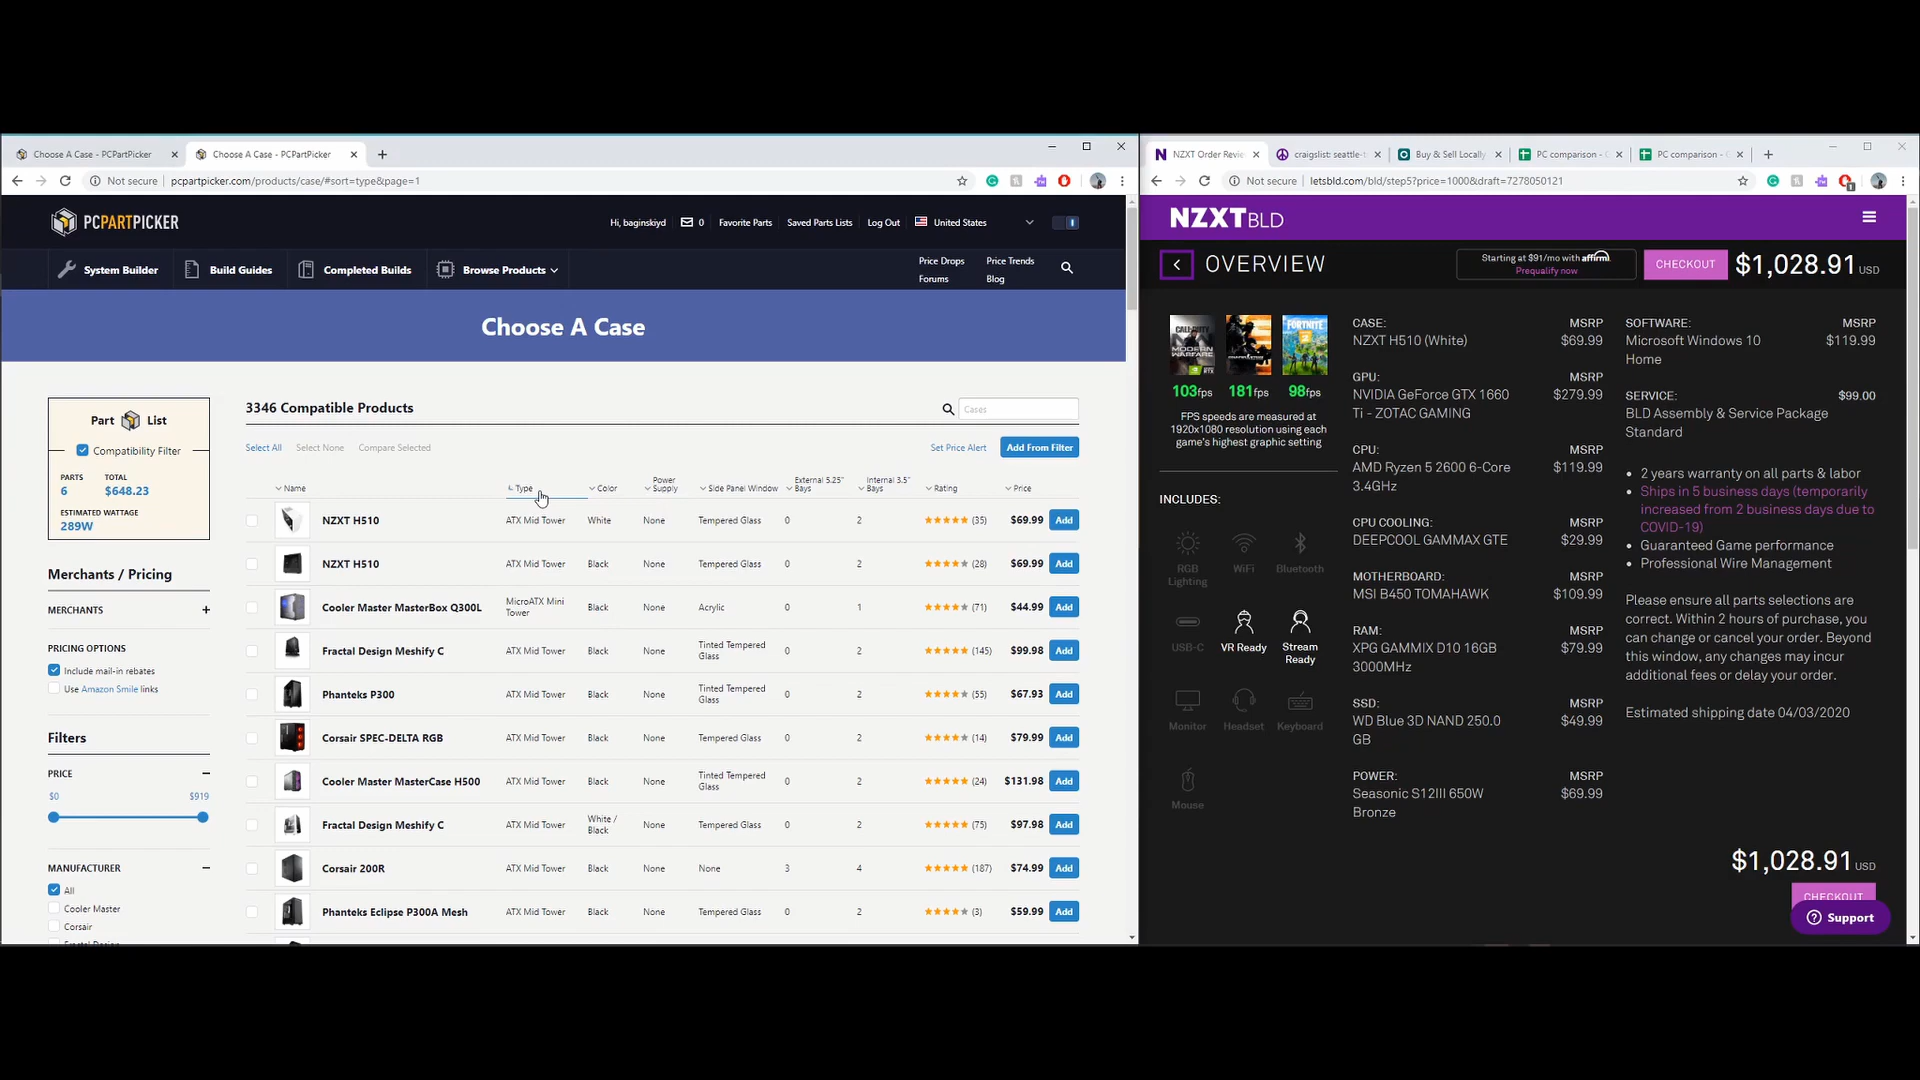 Choose A Case - PCPartPicker
Choose A Case - PCPartPicker
Not secure
pcpartpicker.com/products/case/#sort=type&page=1
PCPARTPICKER
Hi, baginskiyd
0
Favorite Parts
Saved Parts Lists
Log Out
United States
System Builder
Build Guides
Completed Builds
Browse Products
Price Drops
Price Trends
Forums
Blog
Choose A Case
Part List
Compatibility Filter
PARTS TOTAL
6 $648.23
ESTIMATED WATTAGE
289W
Merchants / Pricing
MERCHANTS +
PRICING OPTIONS
Include mail-in rebates
Use Amazon Smile links
Filters
PRICE
$0 $919
MANUFACTURER
All
Cooler Master
Corsair
3346 Compatible Products
Cases
Select All Select None Compare Selected
Set Price Alert
Add From Filter
Name Type Color Power Supply Side Panel Window External 5.25" Bays Internal 3.5" Bays Rating Price
NZXT H510 ATX Mid Tower White None Tempered Glass 0 2 (35) $69.99 Add
NZXT H510 ATX Mid Tower Black None Tempered Glass 0 2 (28) $69.99 Add
Cooler Master MasterBox Q300L MicroATX Mini Tower Black None Acrylic 0 1 (71) $44.99 Add
Fractal Design Meshify C ATX Mid Tower Black None Tinted Tempered Glass 0 2 (145) $99.98 Add
Phanteks P300 ATX Mid Tower Black None Tinted Tempered Glass 0 2 (55) $67.93 Add
Corsair SPEC-DELTA RGB ATX Mid Tower Black None Tempered Glass 0 2 (14) $79.99 Add
Cooler Master MasterCase H500 ATX Mid Tower Black None Tinted Tempered Glass 0 2 (24) $131.98 Add
Fractal Design Meshify C ATX Mid Tower White / Black None Tempered Glass 0 2 (75) $97.98 Add
Corsair 200R ATX Mid Tower Black None None 3 4 (187) $74.99 Add
Phanteks Eclipse P300A Mesh ATX Mid Tower Black None Tempered Glass 0 2 (3) $59.99 Add
NZXT Order Revie
craigslist: seattle-t
Buy & Sell Locally
PC comparison -
PC comparison -
Not secure
letsbld.com/bld/step5?price=1000&draft=7278050121
NZXT BLD
OVERVIEW
Starting at $91/mo with affirm
Prequalify now
CHECKOUT
$1,028.91 USD
CALL OF DUTY
MODERN
WARFARE
FORTNITE
2
103fps 181fps 98fps
FPS speeds are measured at
1920x1080 resolution using each
game's highest graphic setting
INCLUDES:
RGB
Lighting
WiFi
Bluetooth
USB-C
VR Ready
Stream
Ready
Monitor
Headset
Keyboard
Mouse
CASE: MSRP
NZXT H510 (White) $69.99
GPU: MSRP
NVIDIA GeForce GTX 1660 $279.99
Ti - ZOTAC GAMING
CPU: MSRP
AMD Ryzen 5 2600 6-Core $119.99
3.4GHz
CPU COOLING: MSRP
DEEPCOOL GAMMAX GTE $29.99
MOTHERBOARD: MSRP
MSI B450 TOMAHAWK $109.99
RAM: MSRP
XPG GAMMIX D10 16GB $79.99
3000MHz
SSD: MSRP
WD Blue 3D NAND 250.0 $49.99
GB
POWER: MSRP
Seasonic S12III 650W $69.99
Bronze
SOFTWARE: MSRP
Microsoft Windows 10 $119.99
Home
SERVICE: $99.00
BLD Assembly & Service Package
Standard
• 2 years warranty on all parts & labor
• Ships in 5 business days (temporarily
increased from 2 business days due to
COVID-19)
• Guaranteed Game performance
• Professional Wire Management
Please ensure all parts selections are
correct. Within 2 hours of purchase, you
can change or cancel your order. Beyond
this window, any changes may incur
additional fees or delay your order.
Estimated shipping date 04/03/2020
$1,028.91 USD
CHECKOUT
Support